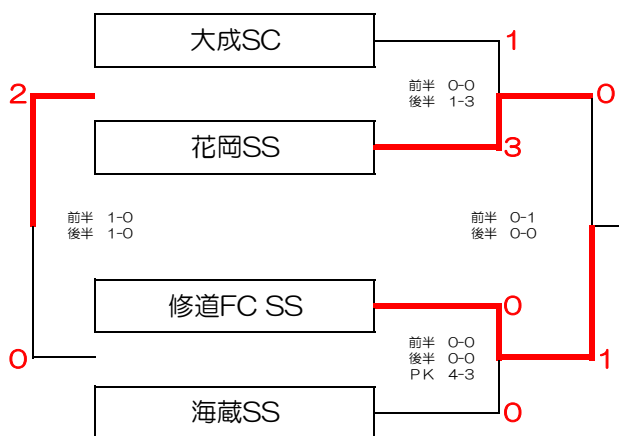 大成SC
1
前半 0-0
後半 1-3
2
0
花岡SS
3
前半 1-0
後半 1-0
前半 0-1
後半 0-0
修道FC SS
0
前半 0-0
後半 0-0
PK 4-3
0
1
海蔵SS
0